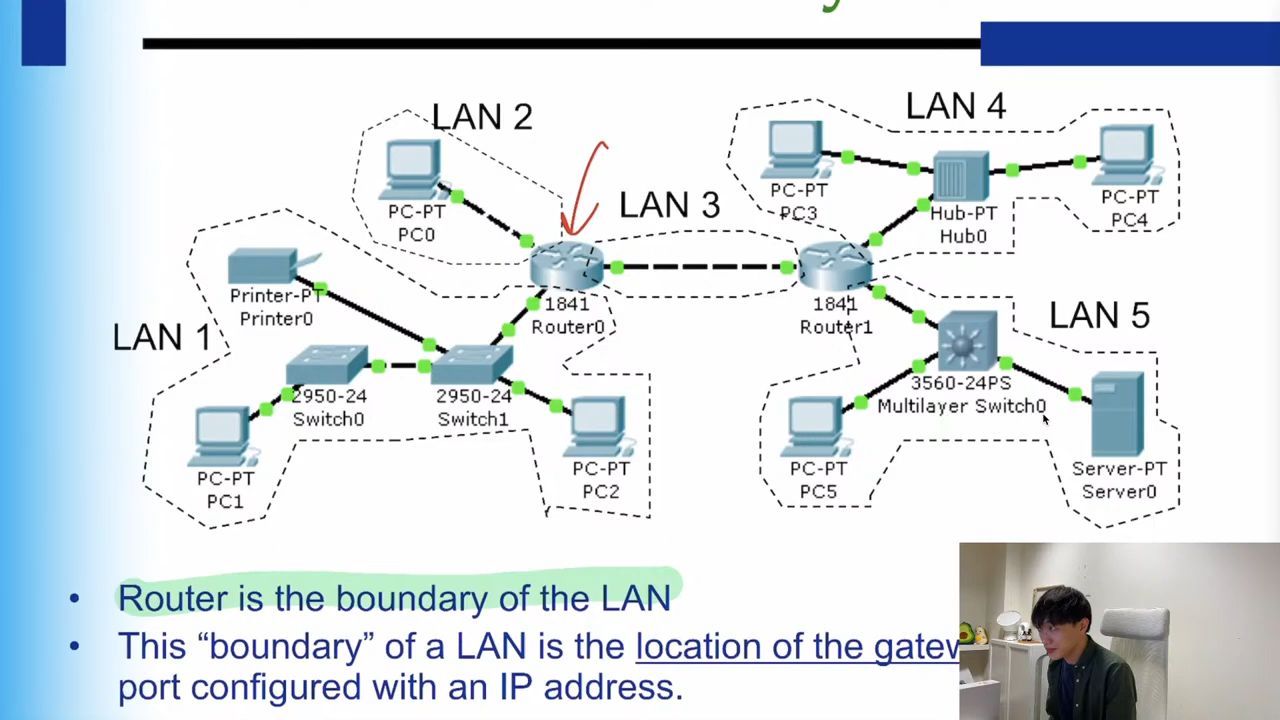 LAN 2
LAN 4
PC-PT
PC0
LAN 3
PC-PT
PC3
Hub-PT
Hub0
PC-PT
PC4
Printer-PT
Printer0
1841
Router0
1841
Router1
LAN 1
LAN 5
2950-24
Switch0
2950-24
Switch1
3560-24PS
Multilayer Switch0
PC-PT
PC1
PC-PT
PC2
PC-PT
PC5
Server-PT
Server0
• Router is the boundary of the LAN
• This “boundary” of a LAN is the location of the
port configured with an IP address.